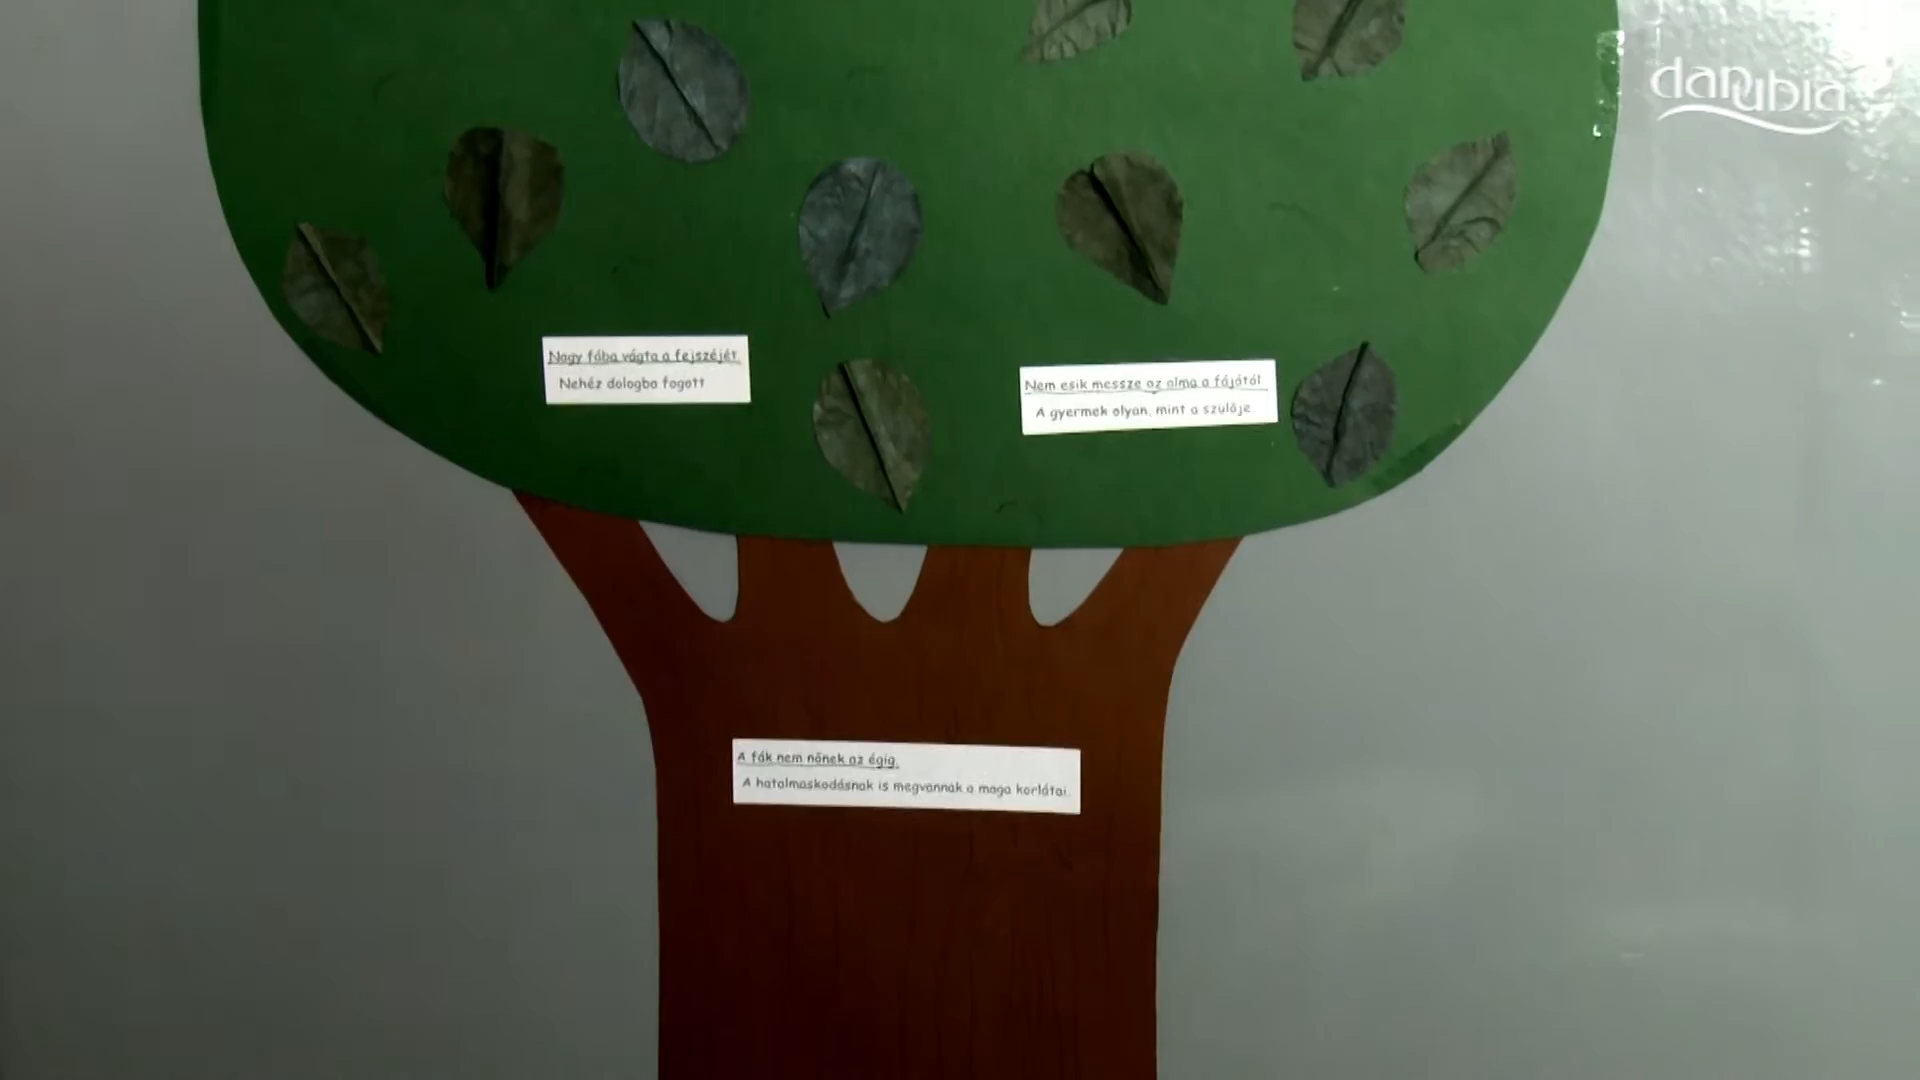 danubia
Nagy fába vágta a fejszéjét.
Nehéz dologba fogott
Nem esik messze az alma a fájától
A gyermek olyan, mint a szülője.
A fák nem nőnek az égig.
A hatalmaskodásnak is megvannak a maga korlátai.